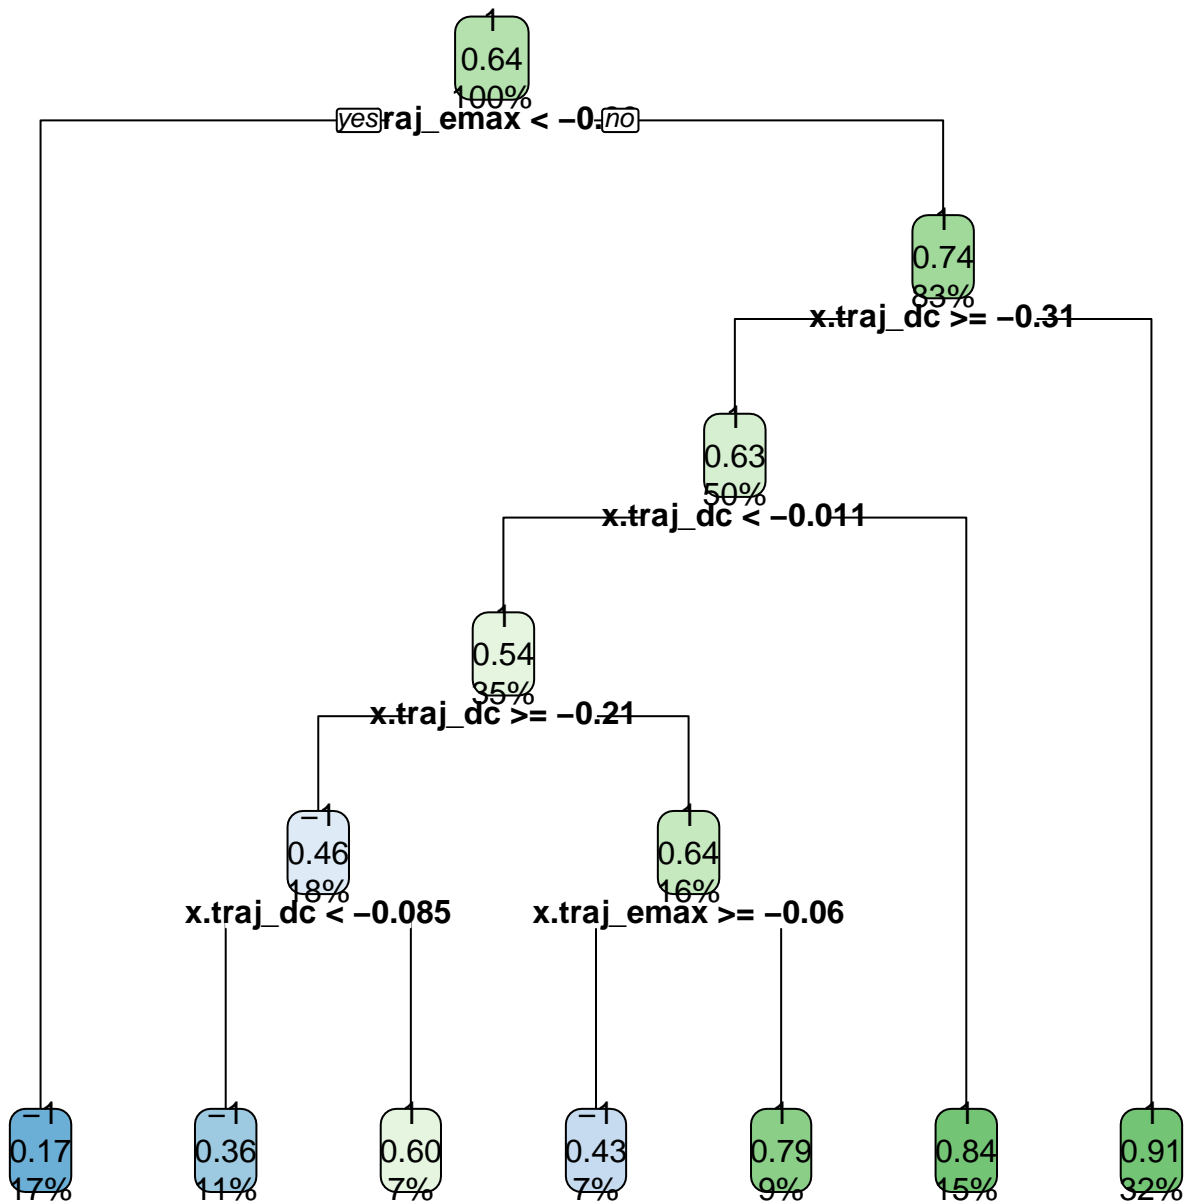 1
0.64
100%
yes raj_emax < −0. no
1
0.74
83%
x.traj_dc >= −0.31
1
0.63
50%
x.traj_dc < −0.011
1
0.54
35%
x.traj_dc >= −0.21
−1 1
0.46 0.64
18% 16%
x.traj_dc < −0.085 x.traj_emax >= −0.06
−1 −1 1 −1 1 1 1
0.17 0.36 0.60 0.43 0.79 0.84 0.91
17% 11% 7% 7% 9% 15% 32%